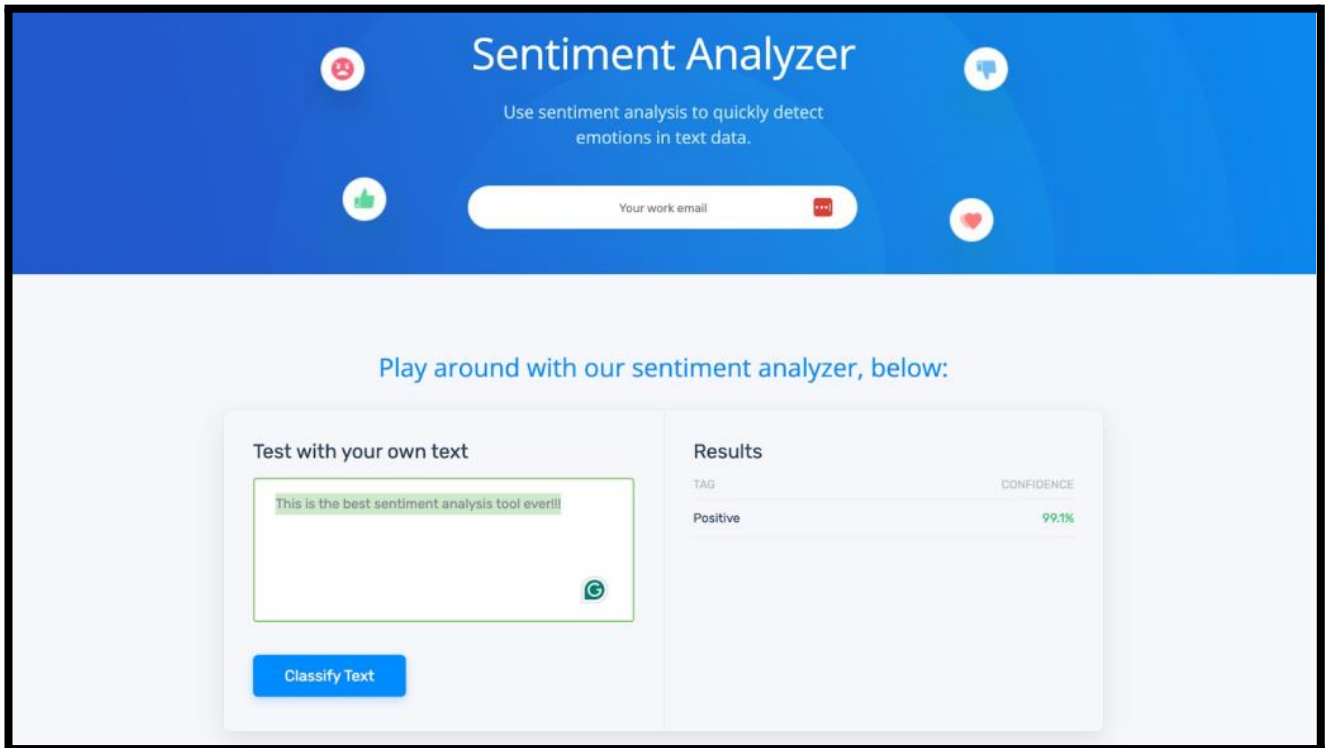 Sentiment Analyzer
Use sentiment analysis to quickly detect
emotions in text data.
Your work email
Play around with our sentiment analyzer, below:
Test with your own text
This is the best sentiment analysis tool ever!!!
Classify Text
Results
TAG CONFIDENCE
Positive 99.1%